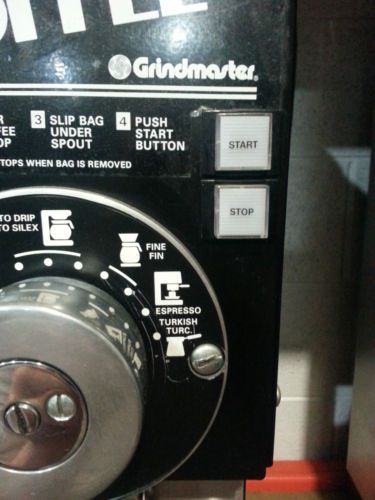 Grindmaster®
3 SLIP BAG UNDER SPOUT
4 PUSH START BUTTON
START
STOPS WHEN BAG IS REMOVED
STOP
TO DRIP
TO SILEX
FINE
FIN
ESPRESSO
TURKISH
TURC.